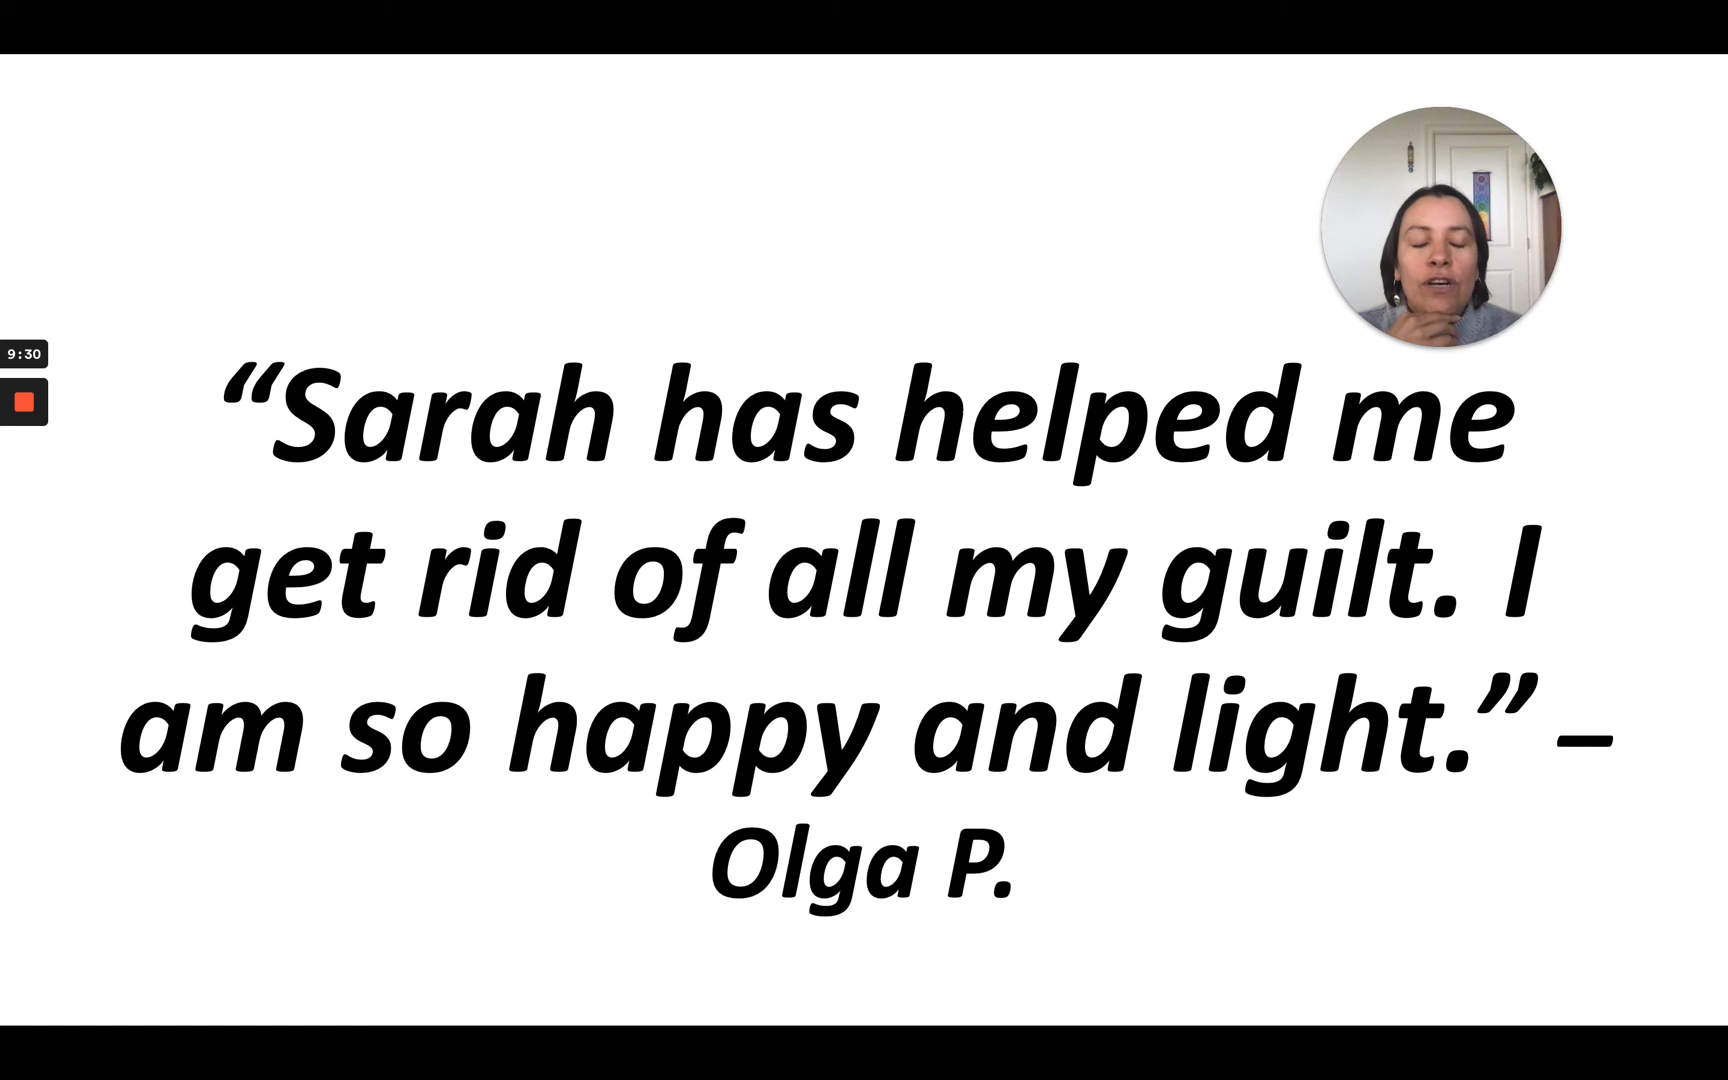 9:30
“Sarah has helped me
get rid of all my guilt. I
am so happy and light.” –
Olga P.